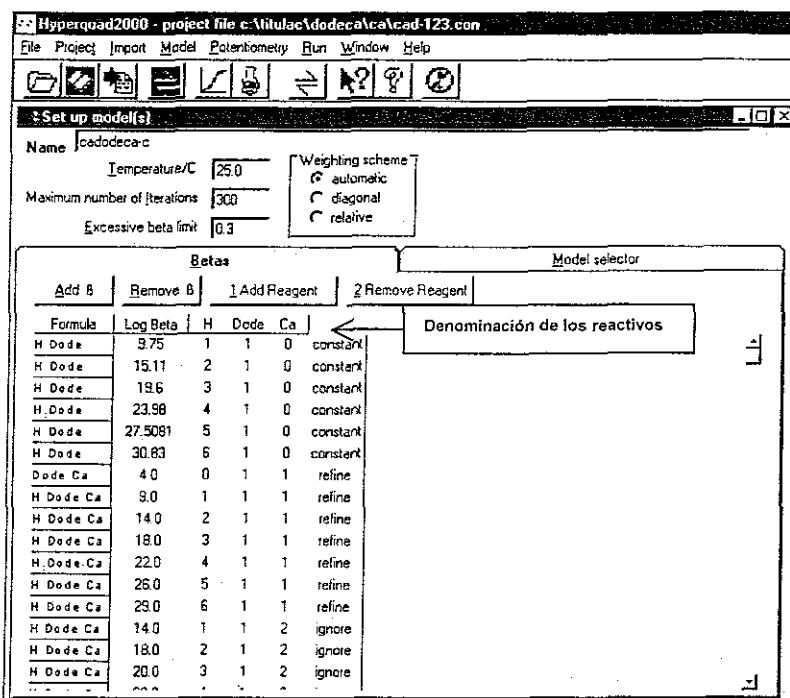 Hyperquad2000 - project file c:\titulac\dodeca\ca\cad-123.con
File Project Import Model Potentiometry Run Window Help
Set up model(s)
Name cadodeca-c
Temperature/C 25.0
Maximum number of Iterations 300
Excessive beta limit 0.3
Weighting scheme
automatic
diagonal
relative
Betas Model selector
Add ß Remove ß 1 Add Reagent 2 Remove Reagent
Formula Log Beta H Dode Ca
Denominación de los reactivos
H Dode 9.75 1 1 0 constant
H Dode 15.11 2 1 0 constant
H Dode 19.6 3 1 0 constant
H Dode 23.98 4 1 0 constant
H Dode 27.5081 5 1 0 constant
H Dode 30.83 6 1 0 constant
Dode Ca 4.0 0 1 1 refine
H Dode Ca 9.0 1 1 1 refine
H Dode Ca 14.0 2 1 1 refine
H Dode Ca 18.0 3 1 1 refine
H Dode Ca 22.0 4 1 1 refine
H Dode Ca 26.0 5 1 1 refine
H Dode Ca 29.0 6 1 1 refine
H Dode Ca 14.0 1 1 2 ignore
H Dode Ca 18.0 2 1 2 ignore
H Dode Ca 20.0 3 1 2 ignore